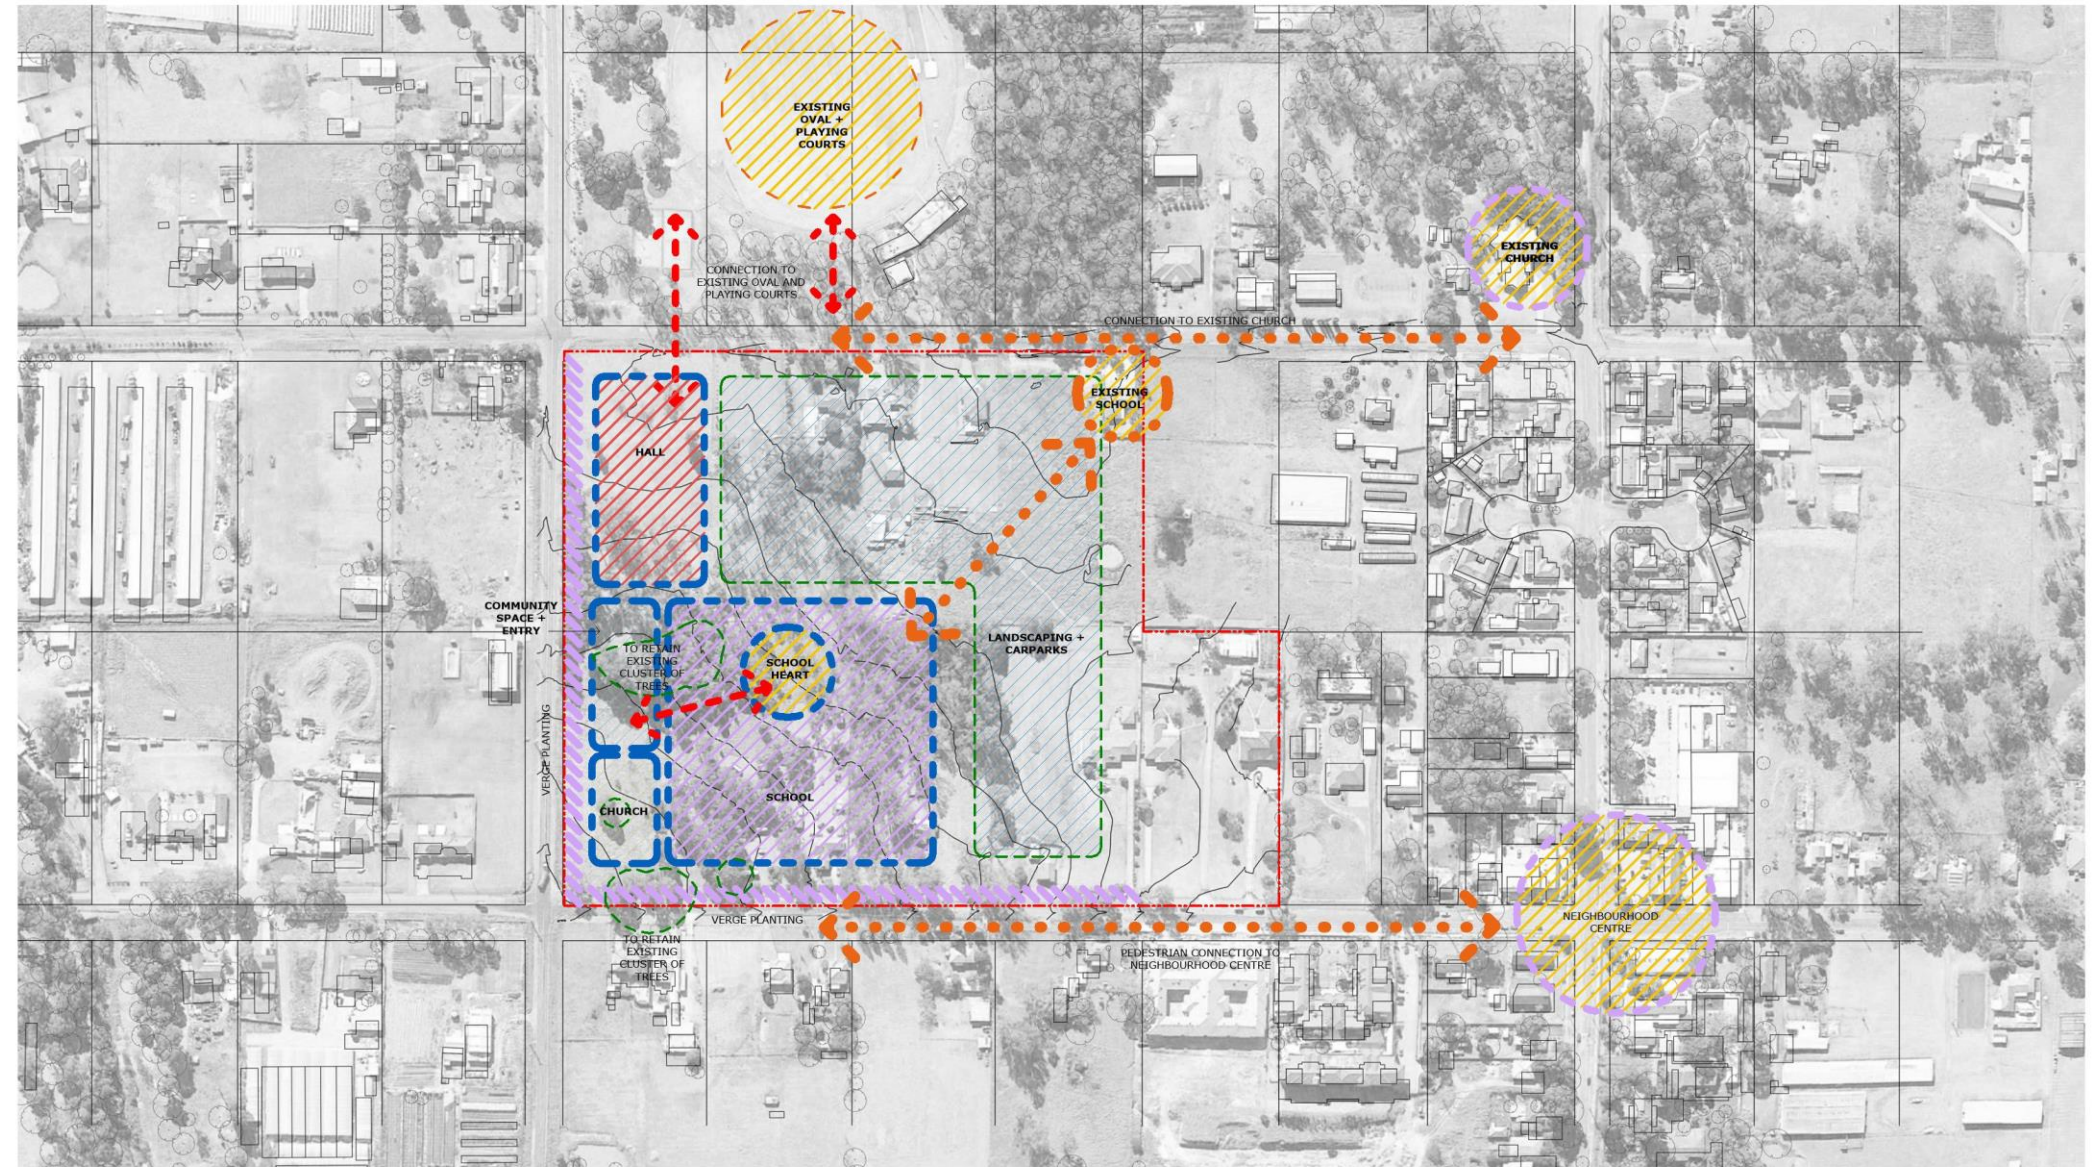 EXISTING
OVAL +
PLAYING
COURTS
EXISTING
CHURCH
CONNECTION TO
EXISTING OVAL AND
PLAYING COURTS
CONNECTION TO EXISTING CHURCH
EXISTING
SCHOOL
HALL
COMMUNITY
SPACE +
ENTRY
TO RETAIN
EXISTING
CLUSTER OF
TREES
SCHOOL
HEART
LANDSCAPING +
CARPARKS
VERGE PLANTING
SCHOOL
CHURCH
VERGE PLANTING
NEIGHBOURHOOD
CENTRE
TO RETAIN
EXISTING
CLUSTER OF
TREES
PEDESTRIAN CONNECTION TO
NEIGHBOURHOOD CENTRE